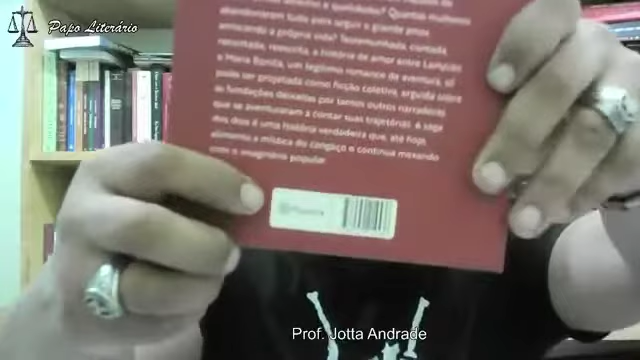 Papo Literário
abandonaram tudo para seguir o grande amor
arriscando a própria vida? Testemunhada, contada,
recontada, reescrita, a história de amor entre Lampião
e Maria Bonita, um legítimo romance de aventura, só
pode ser projetada como ficção coletiva, erguida sobre
as fundações deixadas por tantos outros narradores
que se aventuraram a contar suas trajetórias. A saga
dos dois é uma história verdadeira que, até hoje,
alimenta a mística do cangaço e continua mexendo
com o imaginário popular
Prof. Jotta Andrade